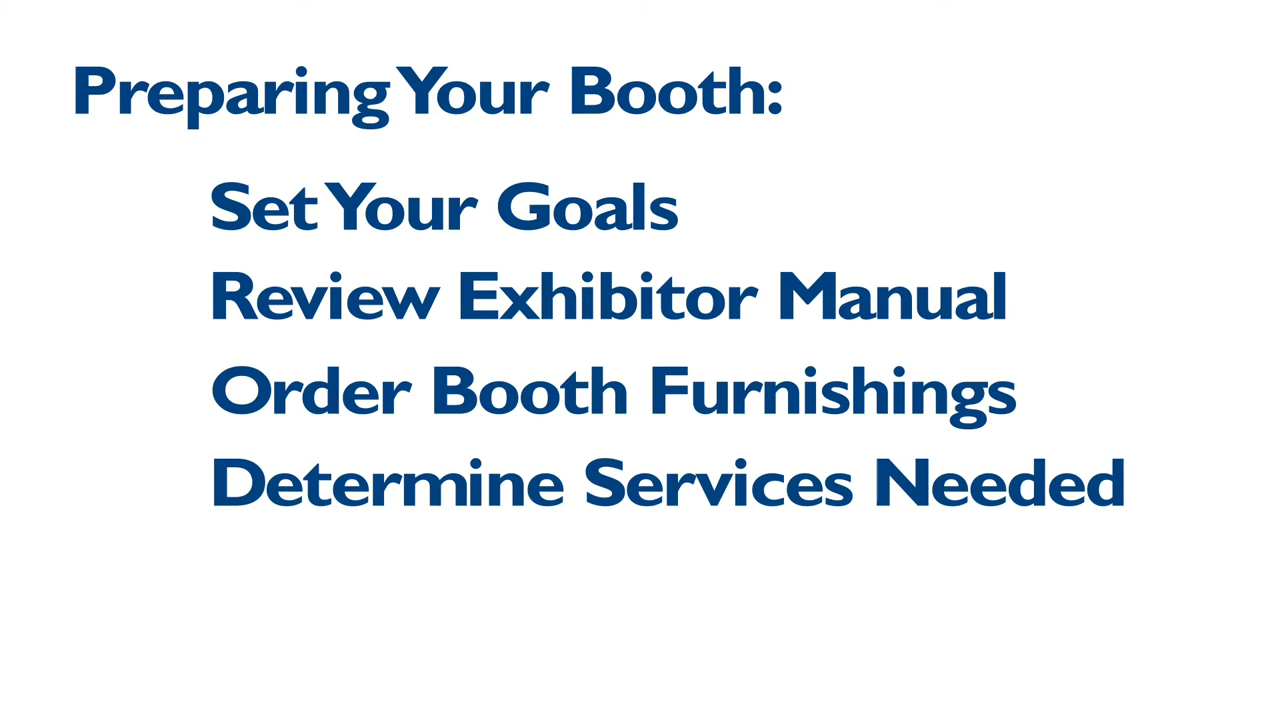 Preparing Your Booth:
Set Your Goals
Review Exhibitor Manual
Order Booth Furnishings
Determine Services Needed